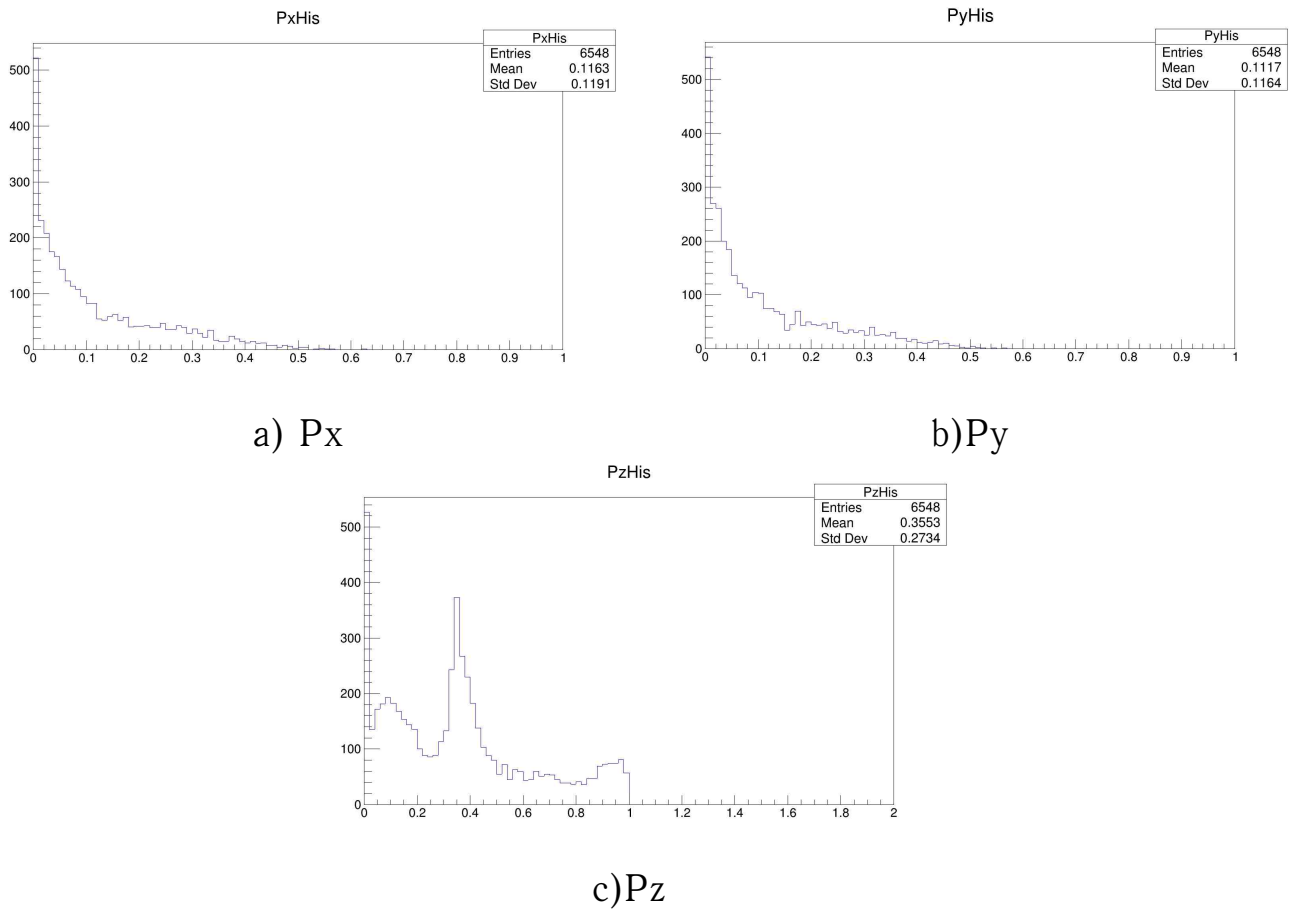 PxHis
PxHis
Entries 6548
Mean 0.1163
Std Dev 0.1191
500
400
300
200
100
0
0 0.1 0.2 0.3 0.4 0.5 0.6 0.7 0.8 0.9 1
a) Px
PyHis
PyHis
Entries 6548
Mean 0.1117
Std Dev 0.1164
500
400
300
200
100
0
0 0.1 0.2 0.3 0.4 0.5 0.6 0.7 0.8 0.9 1
b)Py
PzHis
PzHis
Entries 6548
Mean 0.3553
Std Dev 0.2734
500
400
300
200
100
0
0 0.2 0.4 0.6 0.8 1 1.2 1.4 1.6 1.8 2
c)Pz